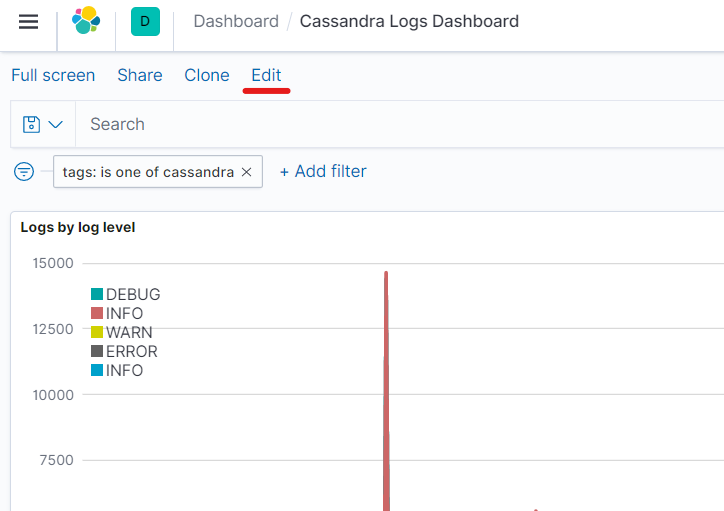 D
Dashboard / Cassandra Logs Dashboard
Full screen Share Clone Edit
Search
tags: is one of cassandra × + Add filter
Logs by log level
15000
DEBUG
INFO
12500
WARN
ERROR
INFO
10000
7500